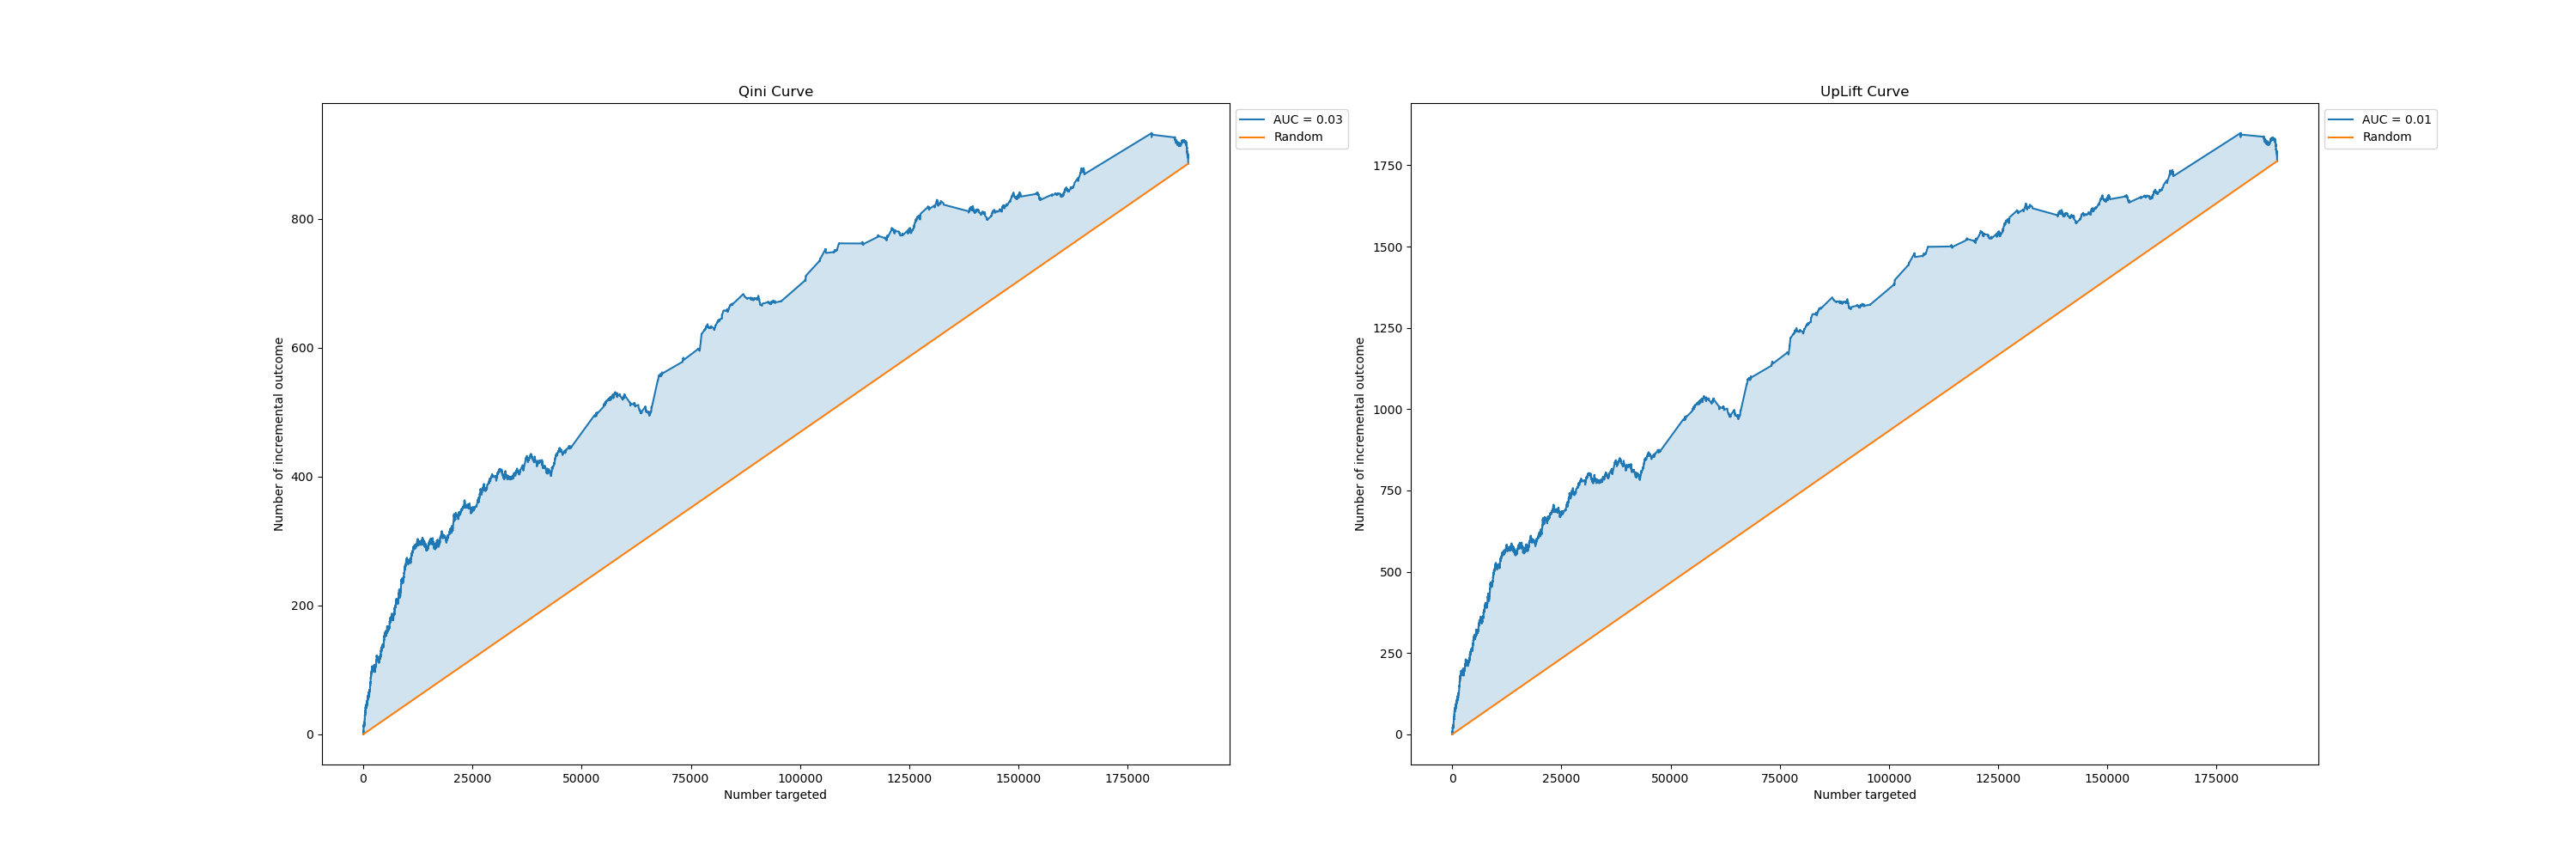 Qini Curve
AUC = 0.03
Random
800
600
400
200
0
Number of incremental outcome
0 25000 50000 75000 100000 125000 150000 175000
Number targeted
UpLift Curve
AUC = 0.01
Random
1750
1500
1250
1000
750
500
250
0
Number of incremental outcome
0 25000 50000 75000 100000 125000 150000 175000
Number targeted